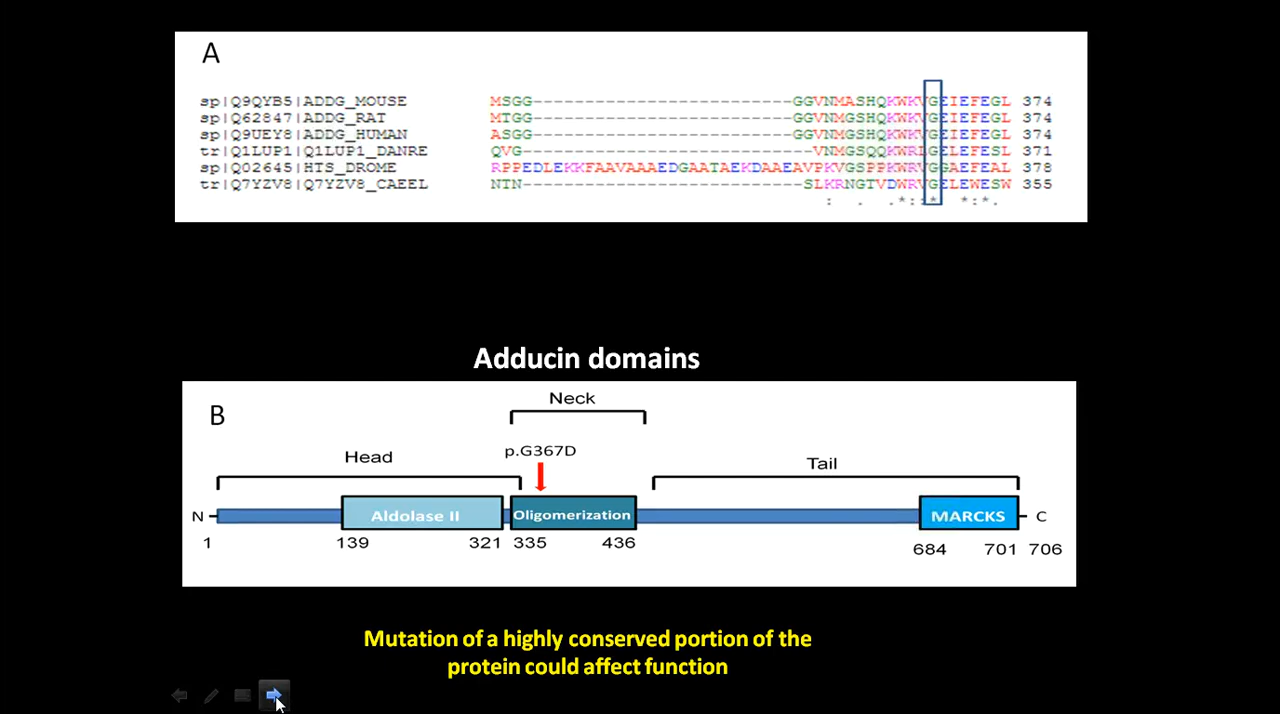 A
sp|Q9QYB5|ADDG_MOUSE MSGG-------------------------GGVNMASHQKWKVGEIEFEGL 374
sp|Q62847|ADDG_RAT MTGG-------------------------GGVNMGSHQKWKVGEIEFEGL 374
sp|Q9UEY8|ADDG_HUMAN ASGG-------------------------GGVNMGSHQKWKVGEIEFEGL 374
tr|Q1LUP1|Q1LUP1_DANRE QVG----------------------------VNMGSQQKWRLGELEFESL 371
sp|Q02645|HTS_DROME RPPEDLEKKFAAVAAAEDGAATAEKDAAEAVPKVGSPPKWRVGGAEFEAL 378
tr|Q7YZV8|Q7YZV8_CAEEL NTN---------------------------SLKRNGTVDWRVGELEWESW 355
: . .*::* *:*.
Adducin domains
B
Neck
p.G367D
Head
Tail
N Aldolase II Oligomerization MARCKS C
1 139 321 335 436 684 701 706
Mutation of a highly conserved portion of the
protein could affect function